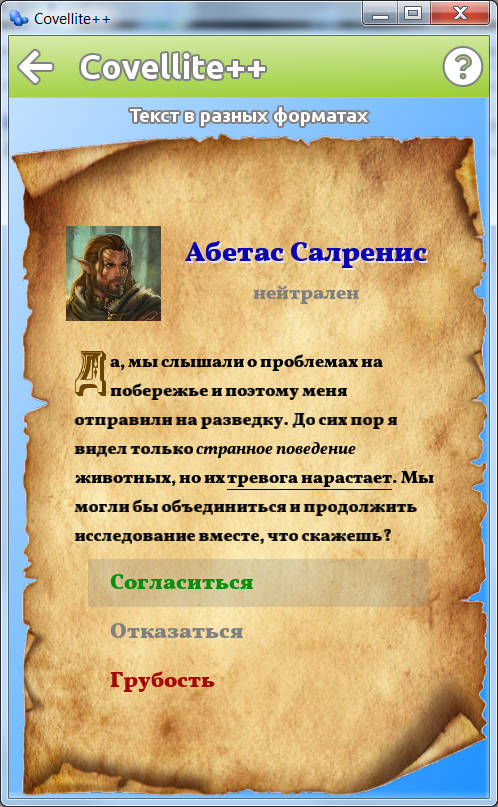 Covellite++
Covellite++
?
Текст в разных форматах
Абетас Салренис
нейтрален
Да, мы слышали о проблемах на
побережье и поэтому меня
отправили на разведку. До сих пор я
видел только странное поведение
животных, но их тревога нарастает. Мы
могли бы объединиться и продолжить
исследование вместе, что скажешь?
Согласиться
Отказаться
Грубость